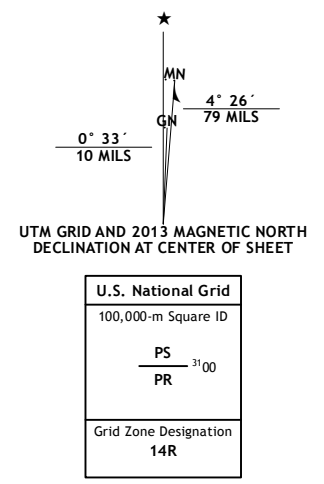 ★
MN
4° 26´
79 MILS
GN
0° 33´
10 MILS
UTM GRID AND 2013 MAGNETIC NORTH
DECLINATION AT CENTER OF SHEET
U.S. National Grid
100,000-m Square ID
PS
³¹00
PR
Grid Zone Designation
14R